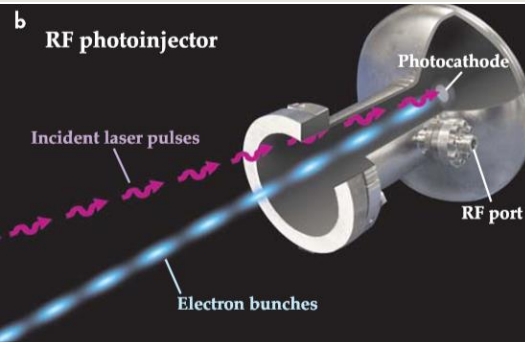 b
RF photoinjector
Photocathode
Incident laser pulses
RF port
Electron bunches